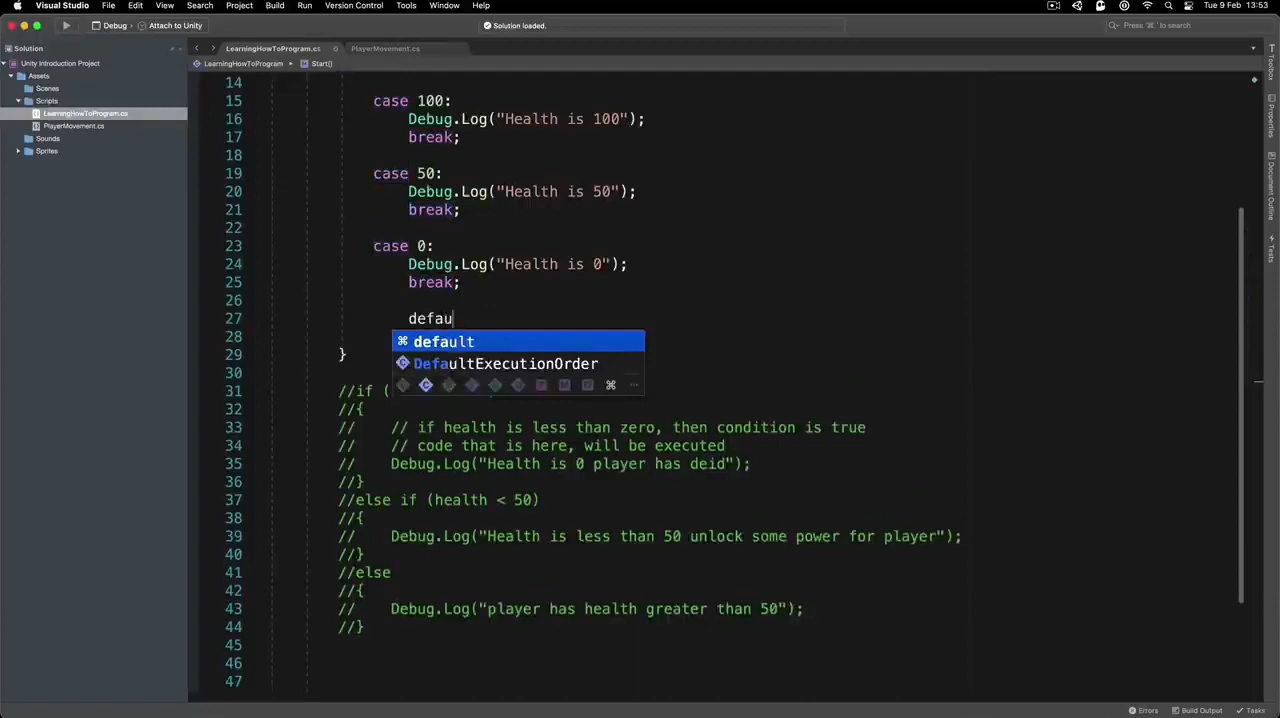 Visual Studio File Edit View Search Project Build Run Version Control Tools Window Help Tue 9 Feb 13:53
Debug Attach to Unity Solution loaded. Press '⌘.' to search
Solution LearningHowToProgram.cs PlayerMovement.cs
Unity Introduction Project LearningHowToProgram Start()
Assets
Scenes
Scripts
LearningHowToProgram.cs
PlayerMovement.cs
Sounds
Sprites
14
15 case 100:
16 Debug.Log("Health is 100");
17 break;
18
19 case 50:
20 Debug.Log("Health is 50");
21 break;
22
23 case 0:
24 Debug.Log("Health is 0");
25 break;
26
27 defau
28
default
29 }
DefaultExecutionOrder
30
31 //if (
32 //{
33 // // if health is less than zero, then condition is true
34 // // code that is here, will be executed
35 // Debug.Log("Health is 0 player has deid");
36 //}
37 //else if (health < 50)
38 //{
39 // Debug.Log("Health is less than 50 unlock some power for player");
40 //}
41 //else
42 //{
43 // Debug.Log("player has health greater than 50");
44 //}
45
46
47
Toolbox
Properties
Document Outline
Tests
Errors Build Output Tasks